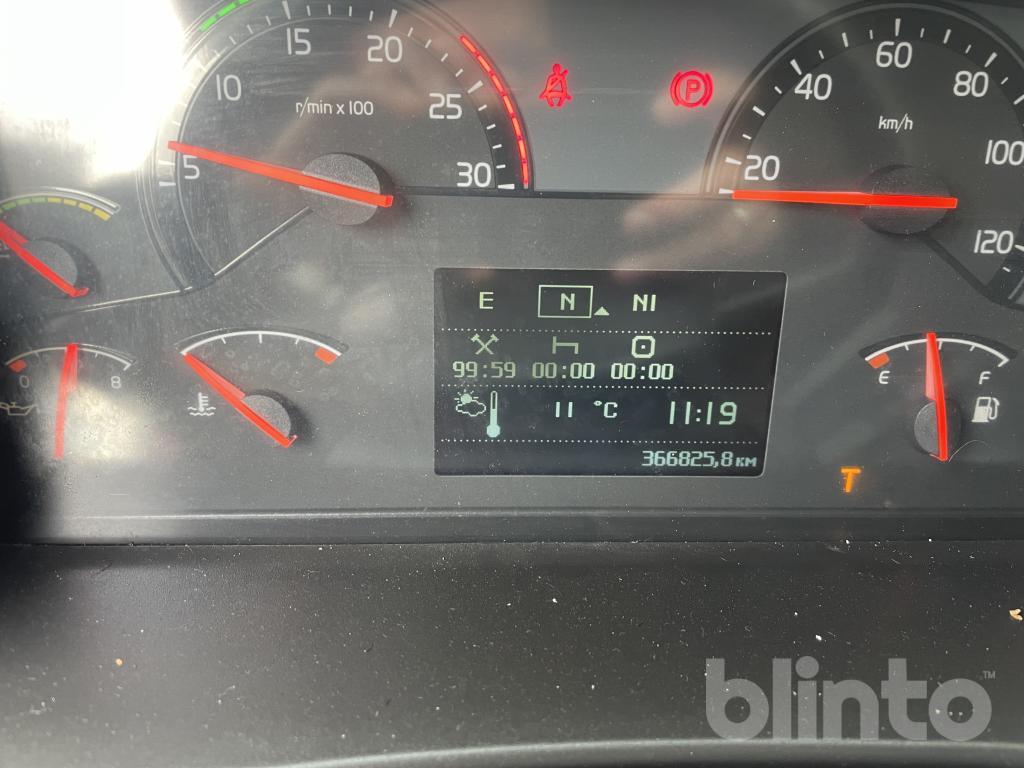 5 10 15 20 25 30
r/min x 100
P
20 40 60 80 100 120
km/h
E N NI
99:59 00:00 00:00
11 °C 11:19
366825,8 KM
0 8
E F
T
blinto™